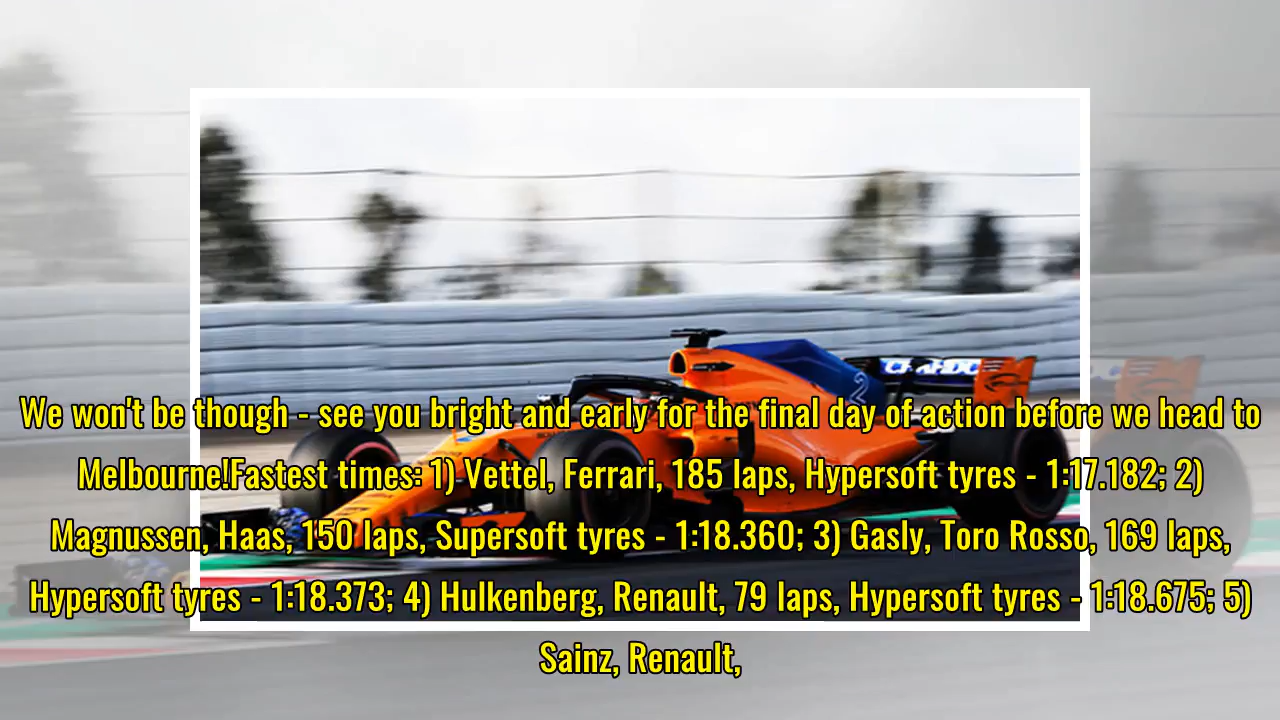 CHANDO
2
We won't be though - see you bright and early for the final day of action before we head to
Melbourne!Fastest times: 1) Vettel, Ferrari, 185 laps, Hypersoft tyres - 1:17.182; 2)
Magnussen, Haas, 150 laps, Supersoft tyres - 1:18.360; 3) Gasly, Toro Rosso, 169 laps,
Hypersoft tyres - 1:18.373; 4) Hulkenberg, Renault, 79 laps, Hypersoft tyres - 1:18.675; 5)
Sainz, Renault,